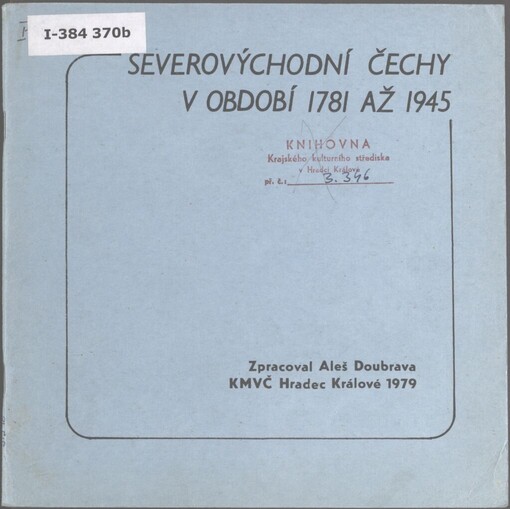 I-384 370b
SEVEROVÝCHODNÍ ČECHY
V OBDOBÍ 1781 AŽ 1945
KNIHOVNA
Krajského kulturního střediska
v Hradci Králové
př. č.: 3.346
Zpracoval Aleš Doubrava
KMVČ Hradec Králové 1979